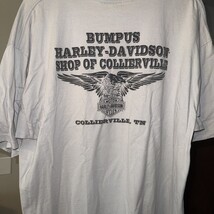 BUMPUS
HARLEY-DAVIDSON
SHOP OF COLLIERVILLE
COLLIERVILLE, TN